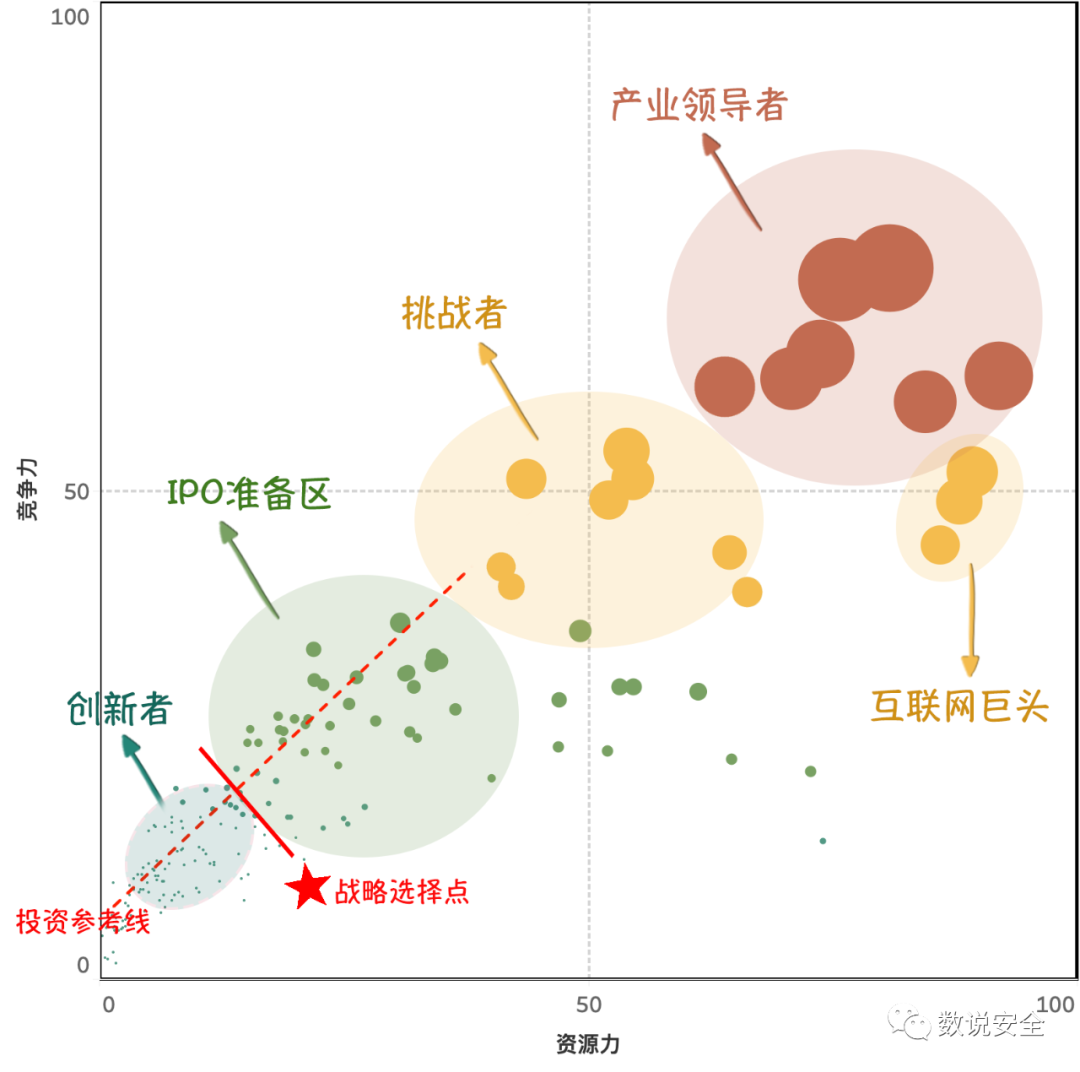 100
产业领导者
挑战者
竞争力
50
IPO准备区
创新者
互联网巨头
战略选择点
投资参考线
0
0
50
100
资源力
数说安全